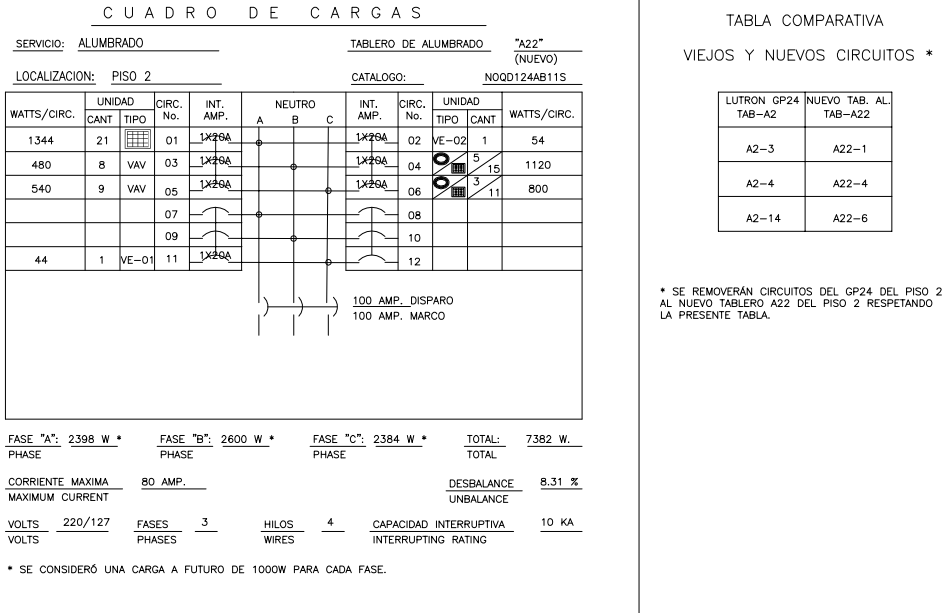 CUADRO DE CARGAS
SERVICIO: ALUMBRADO TABLERO DE ALUMBRADO "A22"
(NUEVO)
LOCALIZACION: PISO 2 CATALOGO: NOQD124AB11S
WATTS/CIRC. UNIDAD CIRC. No. INT. AMP. NEUTRO INT. AMP. CIRC. No. UNIDAD WATTS/CIRC.
CANT TIPO A B C TIPO CANT
1344 21 01 1X20A 1X20A 02 VE-02 1 54
480 8 VAV 03 1X20A 1X20A 04 5 15 1120
540 9 VAV 05 1X20A 1X20A 06 3 11 800
07 08
09 10
44 1 VE-01 11 1X20A 12
100 AMP. DISPARO
100 AMP. MARCO
FASE "A": 2398 W * FASE "B": 2600 W * FASE "C": 2384 W * TOTAL: 7382 W.
PHASE PHASE PHASE TOTAL
CORRIENTE MAXIMA 80 AMP. DESBALANCE 8.31 %
MAXIMUM CURRENT UNBALANCE
VOLTS 220/127 FASES 3 HILOS 4 CAPACIDAD INTERRUPTIVA 10 KA
VOLTS PHASES WIRES INTERRUPTING RATING
* SE CONSIDERÓ UNA CARGA A FUTURO DE 1000W PARA CADA FASE.
TABLA COMPARATIVA
VIEJOS Y NUEVOS CIRCUITOS *
LUTRON GP24 NUEVO TAB. AL.
TAB-A2 TAB-A22
A2-3 A22-1
A2-4 A22-4
A2-14 A22-6
* SE REMOVERÁN CIRCUITOS DEL GP24 DEL PISO 2
AL NUEVO TABLERO A22 DEL PISO 2 RESPETANDO
LA PRESENTE TABLA.